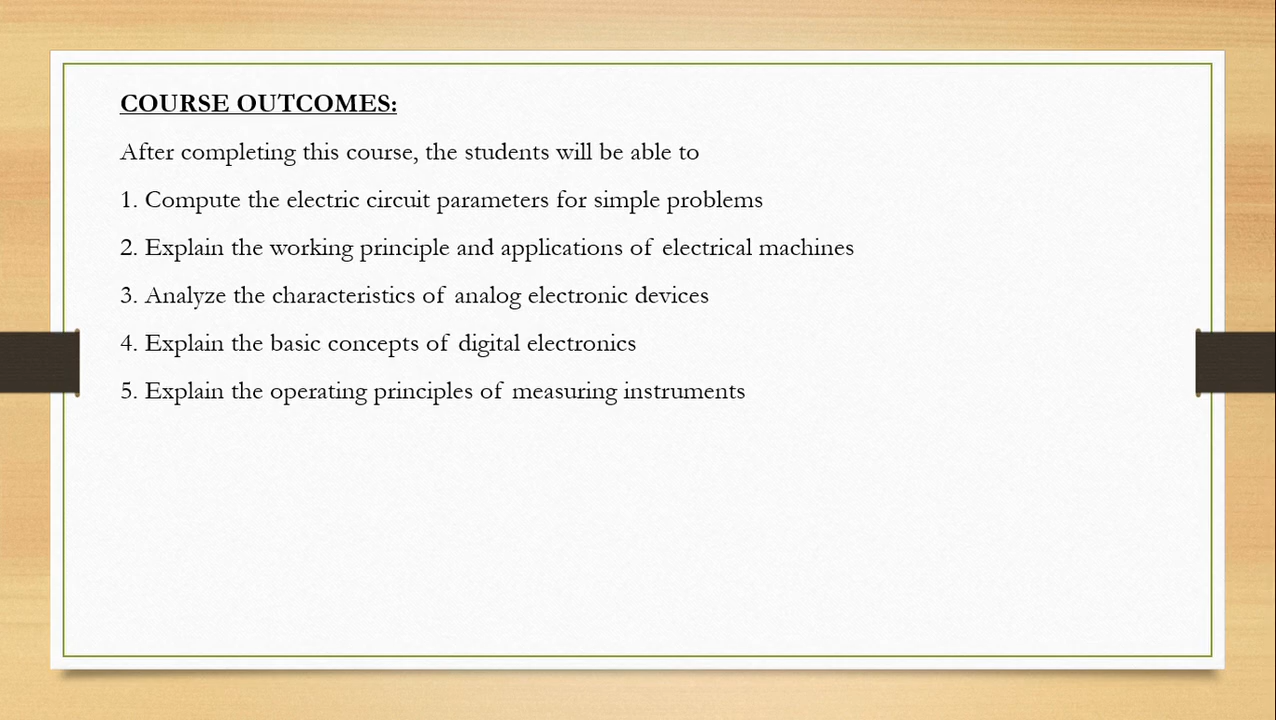 COURSE OUTCOMES:
After completing this course, the students will be able to
1. Compute the electric circuit parameters for simple problems
2. Explain the working principle and applications of electrical machines
3. Analyze the characteristics of analog electronic devices
4. Explain the basic concepts of digital electronics
5. Explain the operating principles of measuring instruments